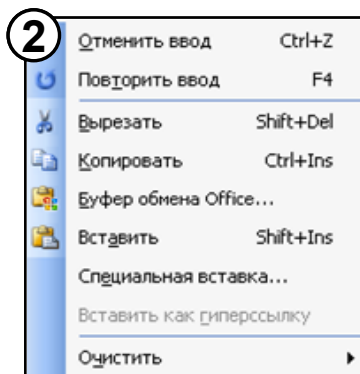 2
Отменить ввод Ctrl+Z
Повторить ввод F4
Вырезать Shift+Del
Копировать Ctrl+Ins
Буфер обмена Office...
Вставить Shift+Ins
Специальная вставка...
Вставить как гиперссылку
Очистить